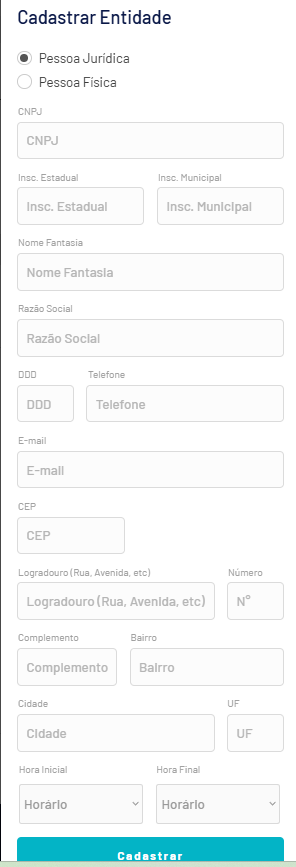 Cadastrar Entidade
Pessoa Jurídica
Pessoa Física
CNPJ
CNPJ
Insc. Estadual Insc. Municipal
Insc. Estadual Insc. Municipal
Nome Fantasia
Nome Fantasia
Razão Social
Razão Social
DDD Telefone
DDD Telefone
E-mail
E-mail
CEP
CEP
Logradouro (Rua, Avenida, etc) Número
Logradouro (Rua, Avenida, etc) N°
Complemento Bairro
Complemento Bairro
Cidade UF
Cidade UF
Hora Inicial Hora Final
Horário Horário
Cadastrar